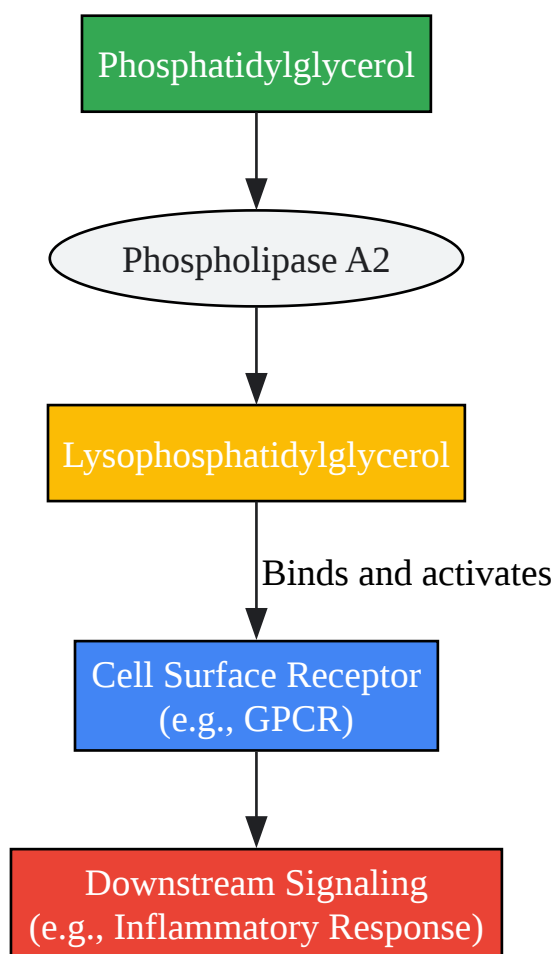 Phosphatidylglycerol
Phospholipase A2
Lysophosphatidylglycerol
Binds and activates
Cell Surface Receptor
(e.g., GPCR)
Downstream Signaling
(e.g., Inflammatory Response)